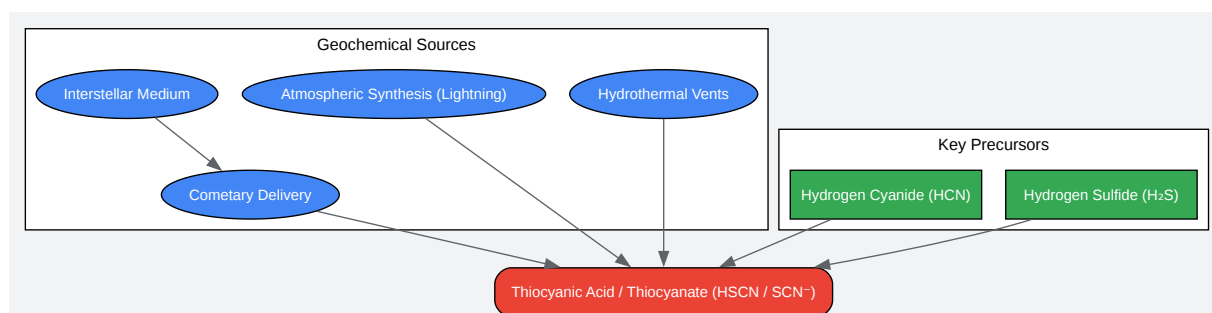 Geochemical Sources
Interstellar Medium
Atmospheric Synthesis (Lightning)
Hydrothermal Vents
Cometary Delivery
Key Precursors
Hydrogen Cyanide (HCN)
Hydrogen Sulfide (H₂S)
Thiocyanic Acid / Thiocyanate (HSCN / SCN⁻)